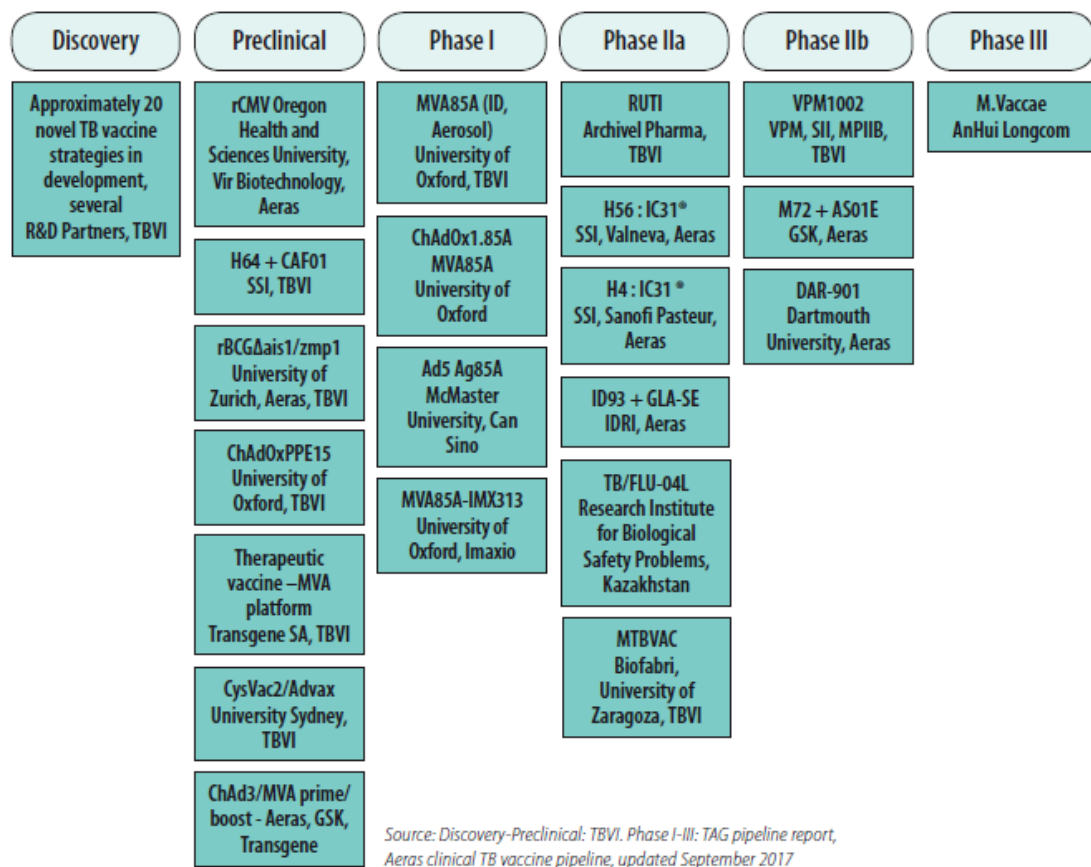 Discovery
Approximately 20
novel TB vaccine
strategies in
development,
several
R&D Partners, TBVI
Preclinical
rCMV Oregon
Health and
Sciences University,
Vir Biotechnology,
Aeras
H64 + CAF01
SSI, TBVI
rBCGΔais1/zmp1
University of
Zurich, Aeras, TBVI
ChAdOxPPE15
University of
Oxford, TBVI
Therapeutic
vaccine –MVA
platform
Transgene SA, TBVI
CysVac2/Advax
University Sydney,
TBVI
ChAd3/MVA prime/
boost - Aeras, GSK,
Transgene
Phase I
MVA85A (ID,
Aerosol)
University of
Oxford, TBVI
ChAdOx1.85A
MVA85A
University of
Oxford
Ad5 Ag85A
McMaster
University, Can
Sino
MVA85A-IMX313
University of
Oxford, Imaxio
Phase IIa
RUTI
Archivel Pharma,
TBVI
H56 : IC31®
SSI, Valneva, Aeras
H4 : IC31 ®
SSI, Sanofi Pasteur,
Aeras
ID93 + GLA-SE
IDRI, Aeras
TB/FLU-04L
Research Institute
for Biological
Safety Problems,
Kazakhstan
MTBVAC
Biofabri,
University of
Zaragoza, TBVI
Phase IIb
VPM1002
VPM, SII, MPIIB,
TBVI
M72 + AS01E
GSK, Aeras
DAR-901
Dartmouth
University, Aeras
Phase III
M.Vaccae
AnHui Longcom
Source: Discovery-Preclinical: TBVI. Phase I-III: TAG pipeline report,
Aeras clinical TB vaccine pipeline, updated September 2017